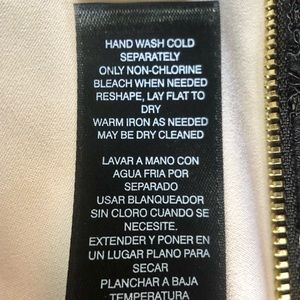 HAND WASH COLD
SEPARATELY
ONLY NON-CHLORINE
BLEACH WHEN NEEDED
RESHAPE, LAY FLAT TO
DRY
WARM IRON AS NEEDED
MAY BE DRY CLEANED
LAVAR A MANO CON
AGUA FRIA POR
SEPARADO
USAR BLANQUEADOR
SIN CLORO CUANDO SE
NECESITE.
EXTENDER Y PONER EN
UN LUGAR PLANO PARA
SECAR
PLANCHAR A BAJA
TEMPERATURA